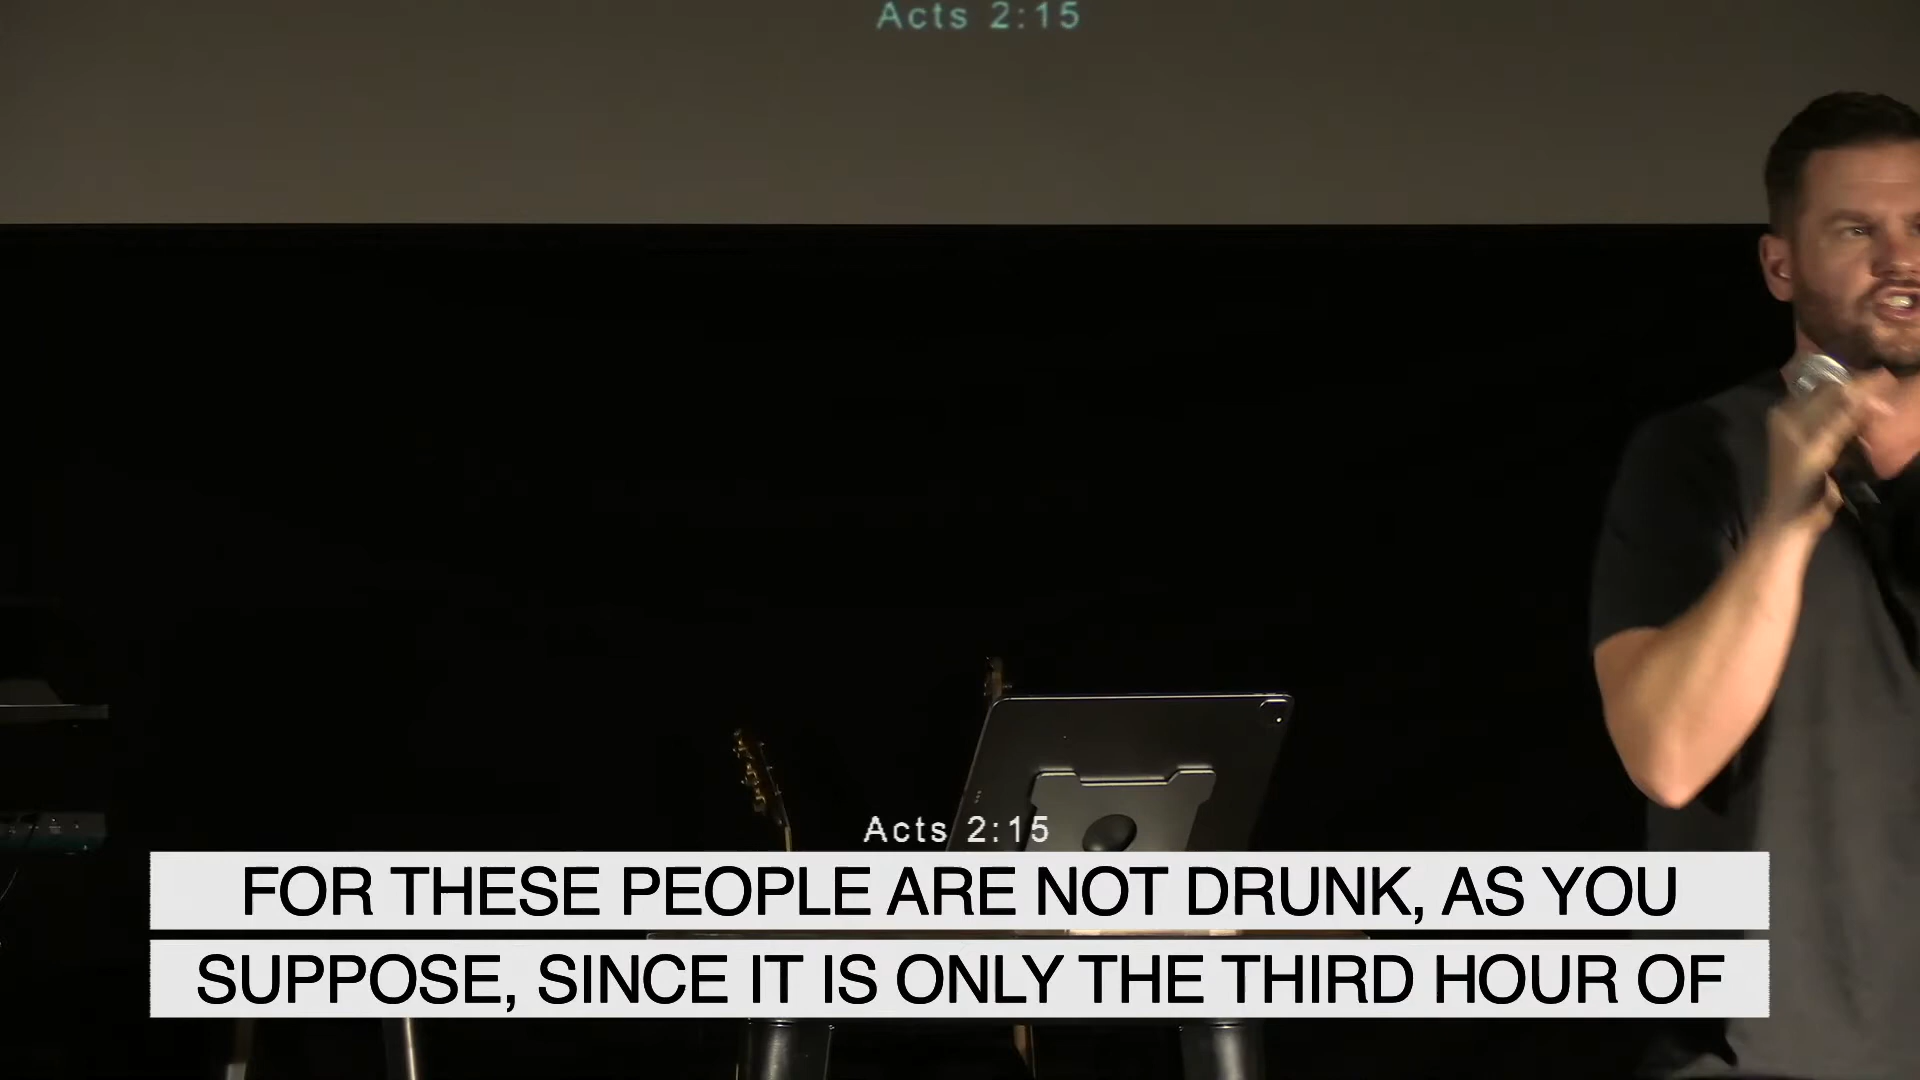 Acts 2:15
Acts 2:15
FOR THESE PEOPLE ARE NOT DRUNK, AS YOU
SUPPOSE, SINCE IT IS ONLY THE THIRD HOUR OF